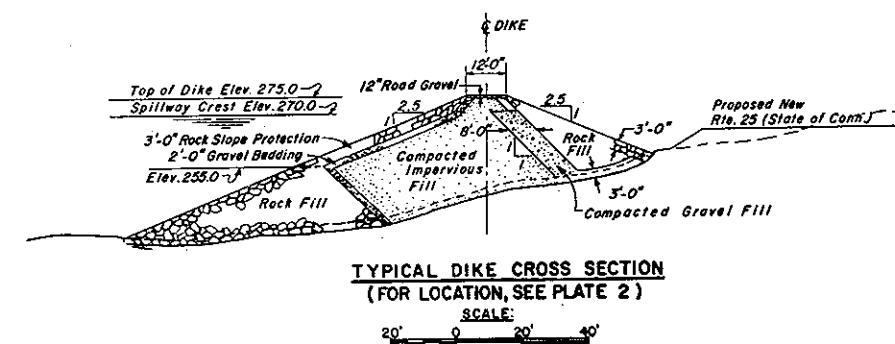 ℄ DIKE
12'-0"
Top of Dike Elev. 275.0
12" Road Gravel
Spillway Crest Elev. 270.0
2.5
1
2.5
1
Proposed New
Rte. 25 (State of Conn.)
3'-0" Rock Slope Protection
2'-0" Gravel Bedding
8'-0"
Rock
Fill
3'-0"
Elev. 255.0
Compacted
Impervious
Fill
1
1
Rock Fill
3'-0"
Compacted Gravel Fill
TYPICAL DIKE CROSS SECTION
(FOR LOCATION, SEE PLATE 2)
SCALE:
20' 0 20' 40'